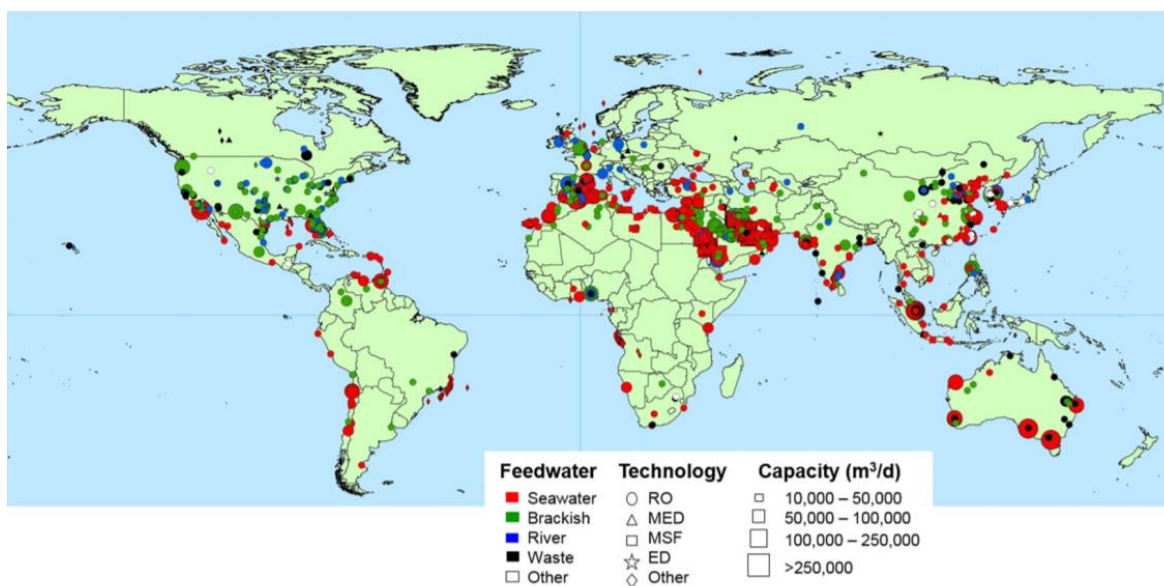 Feedwater
Seawater
Brackish
River
Waste
Other
Technology
RO
MED
MSF
ED
Other
Capacity (m³/d)
10,000 – 50,000
50,000 – 100,000
100,000 – 250,000
>250,000